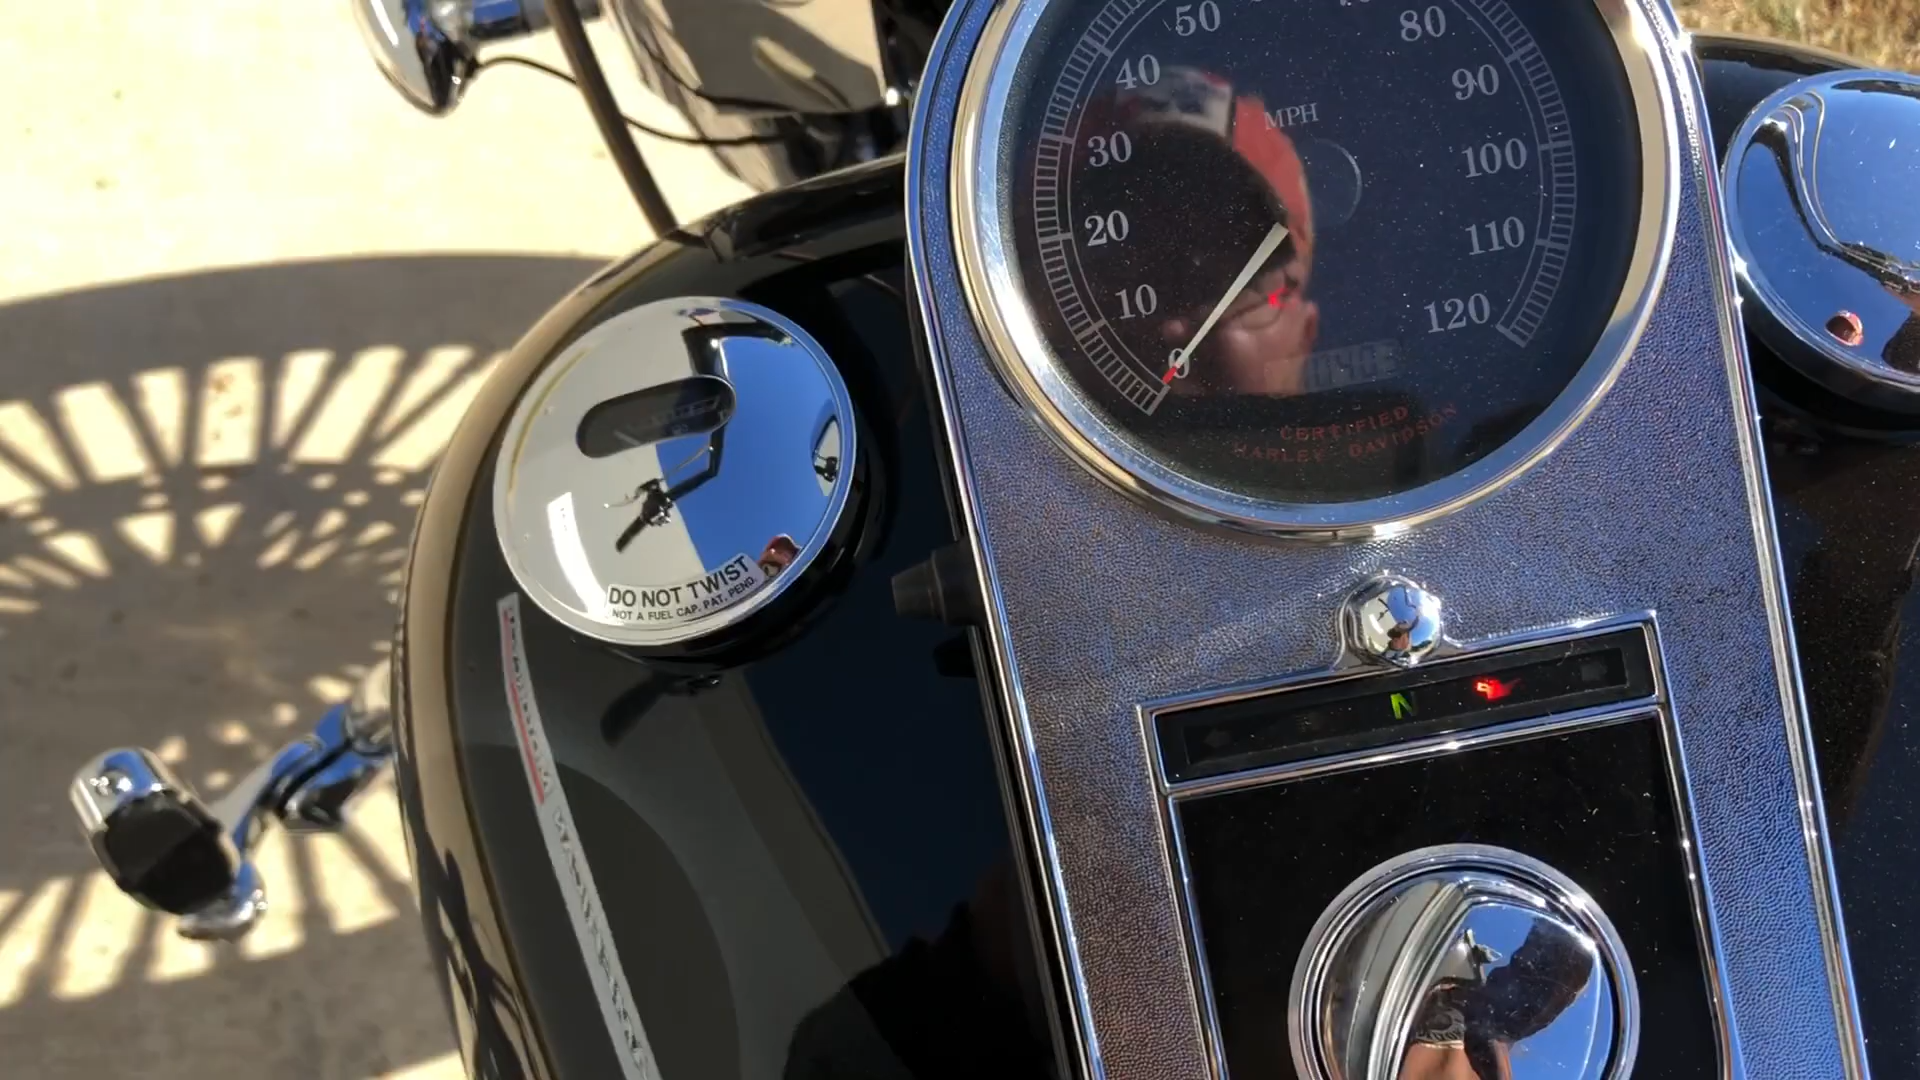 50
80
40
90
MPH
30
100
20
110
10
120
0
CERTIFIED
HARLEY-DAVIDSON
DO NOT TWIST
NOT A FUEL CAP. PAT. PEND.
N